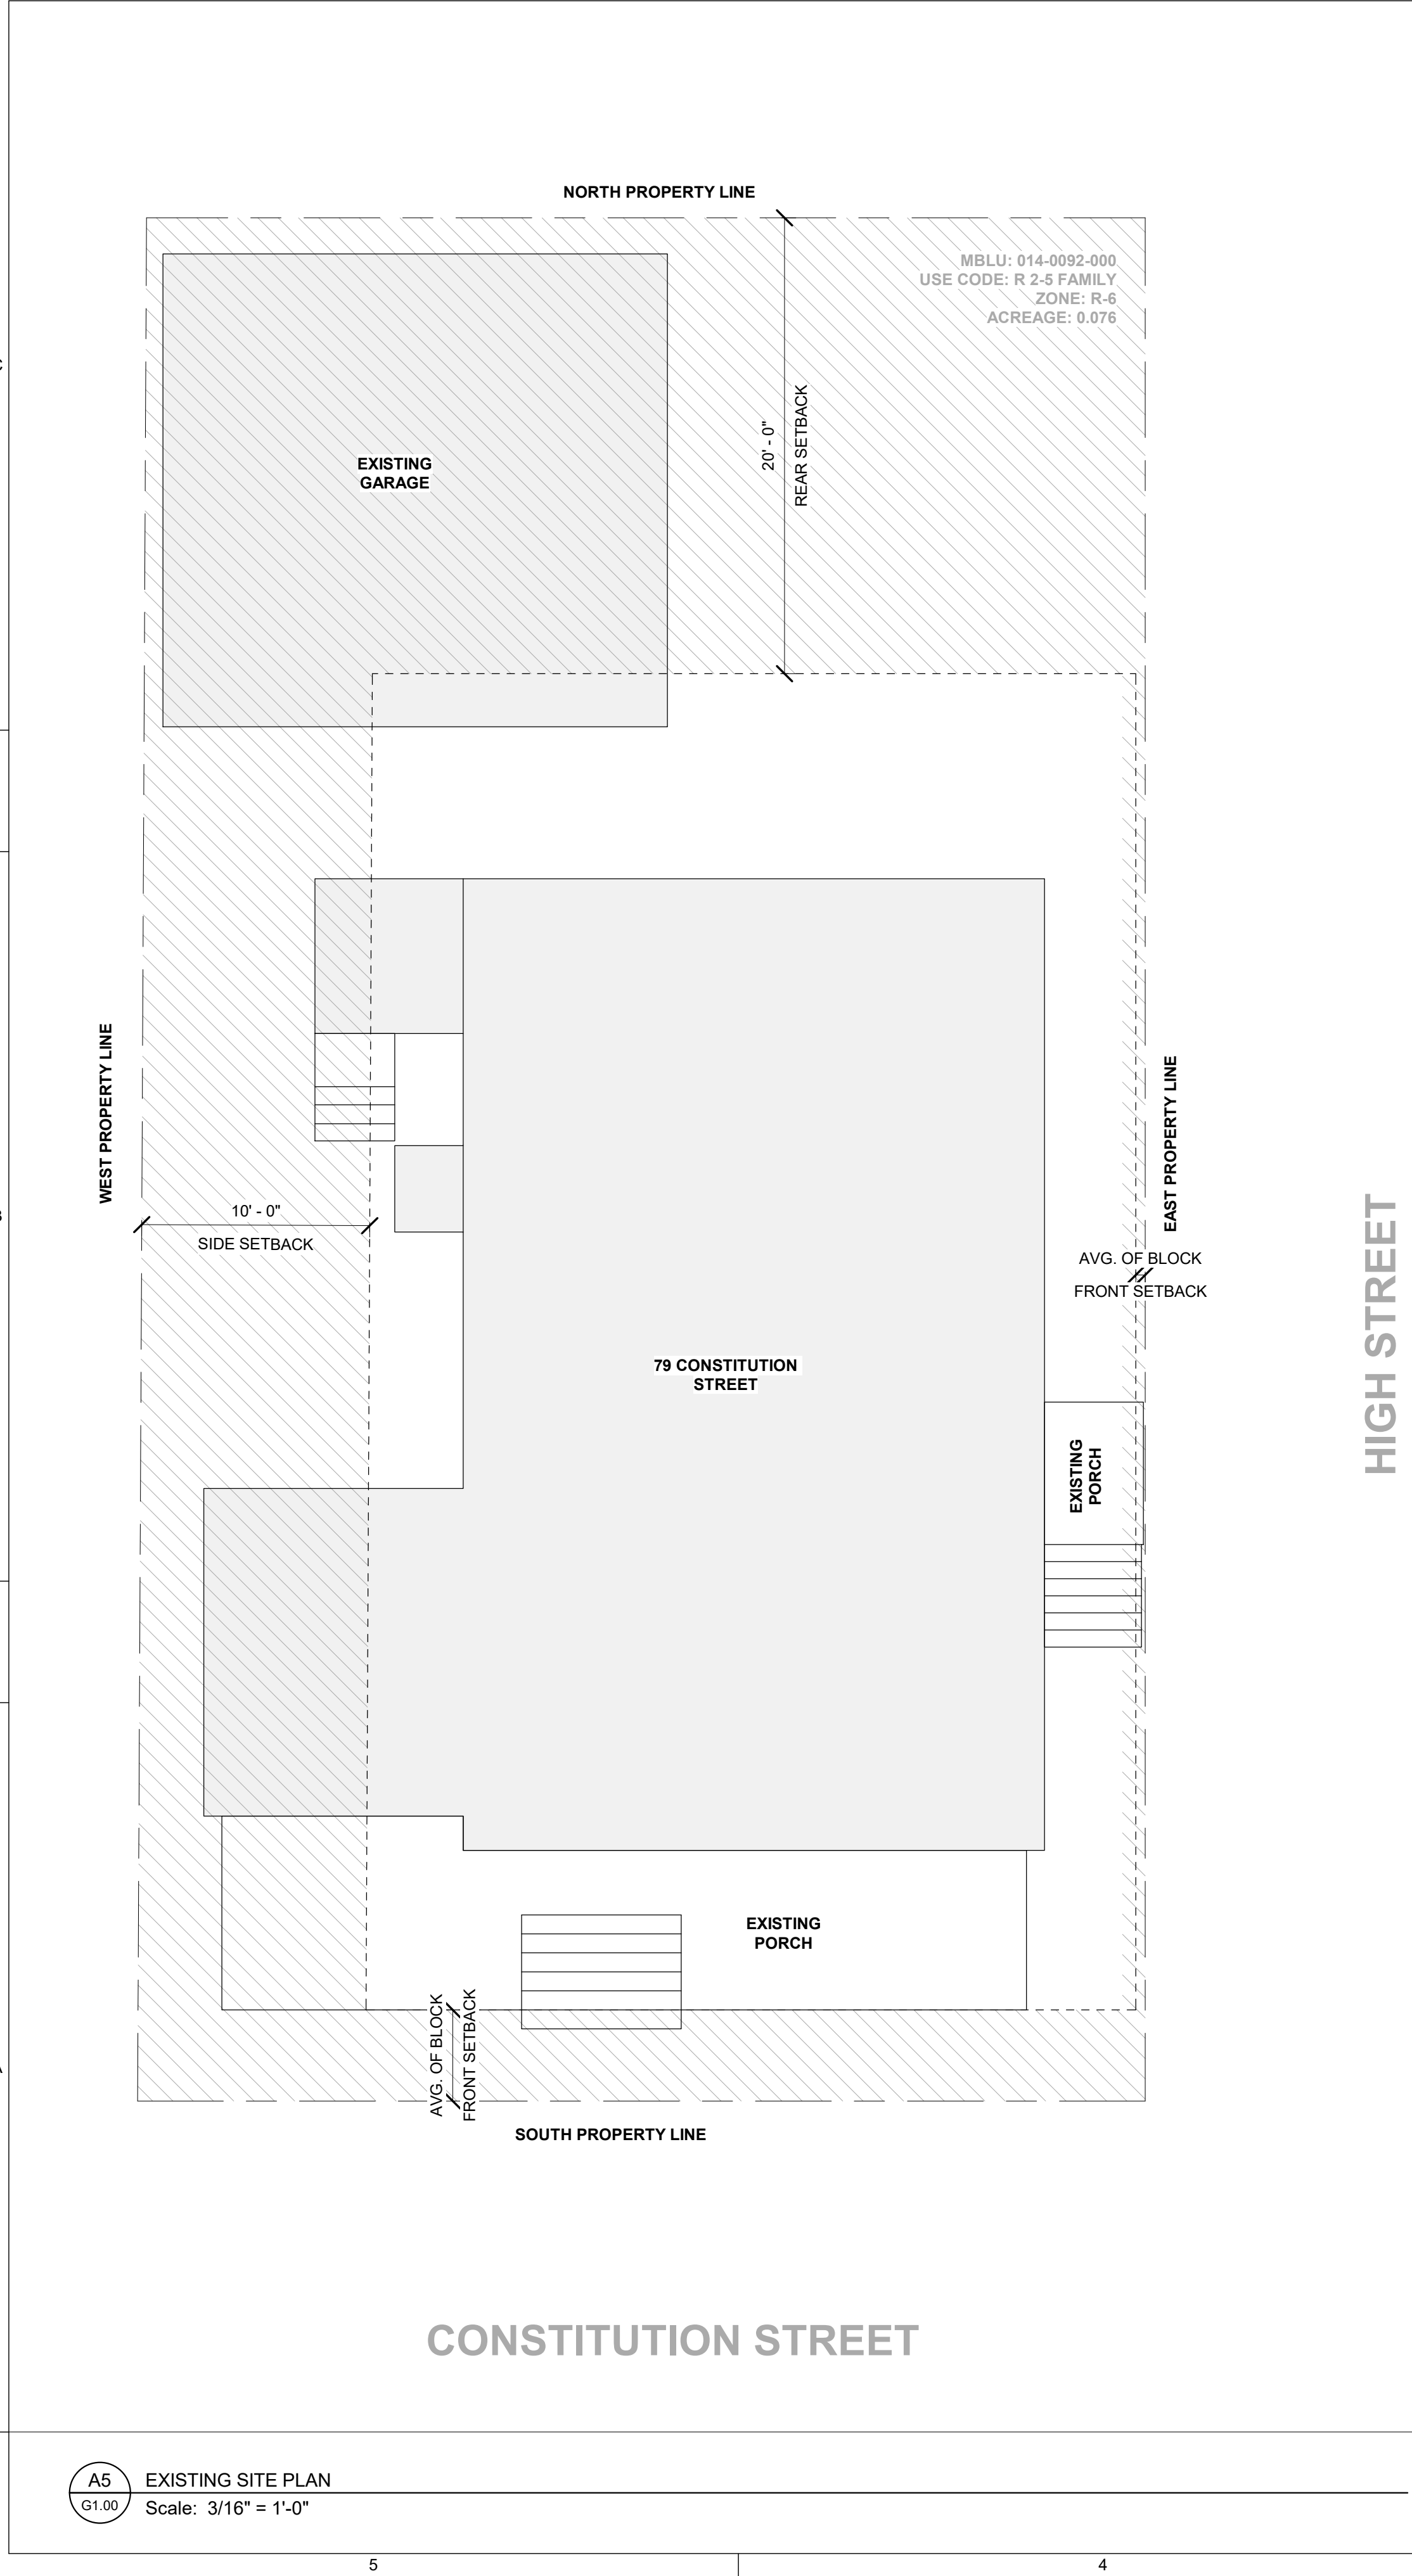 NORTH PROPERTY LINE
MBLU: 014-0092-000
USE CODE: R 2-5 FAMILY
ZONE: R-6
ACREAGE: 0.076
20' - 0"
REAR SETBACK
EXISTING
GARAGE
WEST PROPERTY LINE
10' - 0"
SIDE SETBACK
EAST PROPERTY LINE
AVG. OF BLOCK
FRONT SETBACK
HIGH STREET
79 CONSTITUTION
STREET
EXISTING
PORCH
EXISTING
PORCH
AVG. OF BLOCK
FRONT SETBACK
SOUTH PROPERTY LINE
CONSTITUTION STREET
A5
G1.00
EXISTING SITE PLAN
Scale: 3/16" = 1'-0"
5
4